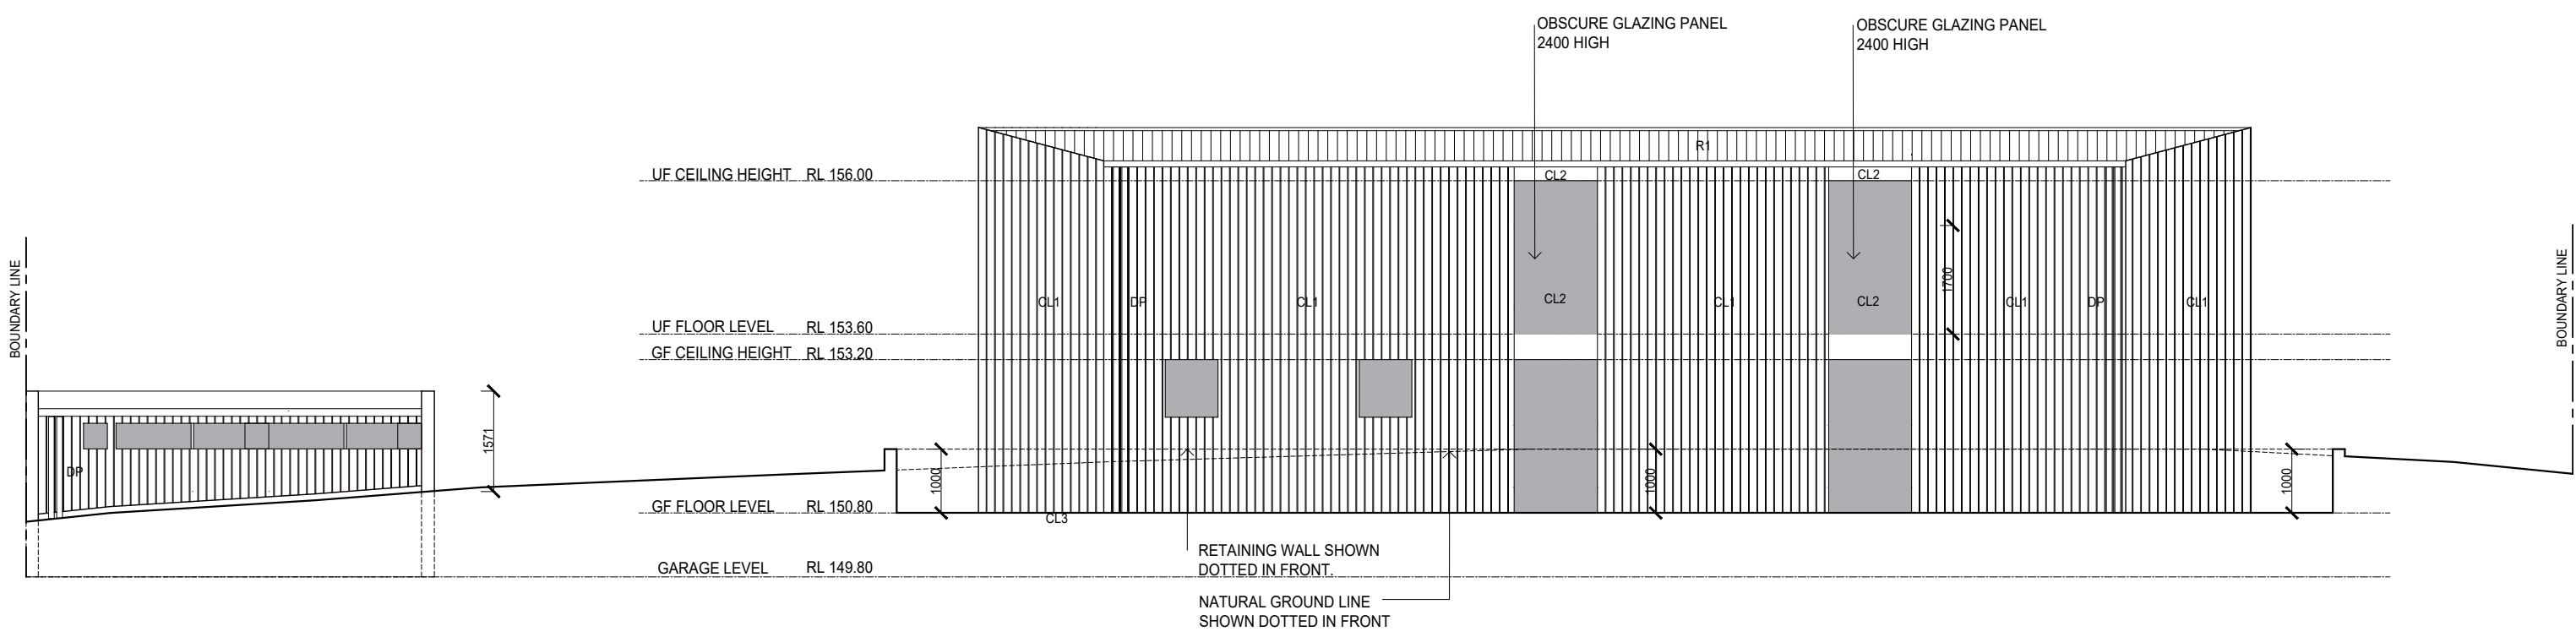 OBSCURE GLAZING PANEL
2400 HIGH
OBSCURE GLAZING PANEL
2400 HIGH
R1
UF CEILING HEIGHT RL 156.00
CL2
CL2
BOUNDARY LINE
BOUNDARY LINE
1700
CL1
DP
CL1
CL2
CL1
CL2
CL1
DP
CL1
UF FLOOR LEVEL RL 153.60
GF CEILING HEIGHT RL 153.20
1571
DP
1000
1000
1000
GF FLOOR LEVEL RL 150.80
CL3
RETAINING WALL SHOWN
DOTTED IN FRONT.
GARAGE LEVEL RL 149.80
NATURAL GROUND LINE
SHOWN DOTTED IN FRONT